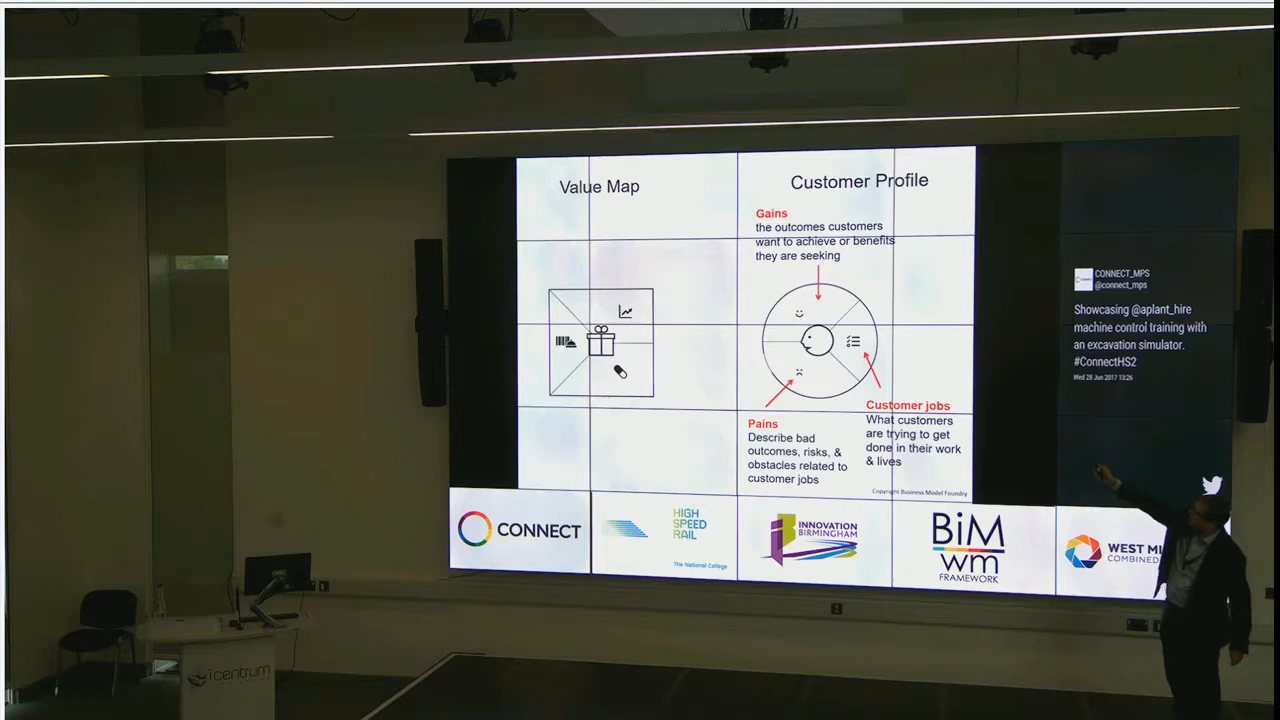 Value Map
Customer Profile
Gains
the outcomes customers
want to achieve or benefits
they are seeking
Customer jobs
What customers
are trying to get
done in their work
& lives
Pains
Describe bad
outcomes, risks, &
obstacles related to
customer jobs
Copyright Business Model Foundry
CONNECT_MPS
@connect_mps
Showcasing @aplant_hire
machine control training with
an excavation simulator.
#ConnectHS2
Wed 28 Jun 2017 13:26
CONNECT
HIGH
SPEED
RAIL
The National College
INNOVATION
BIRMINGHAM
BiM
wm
FRAMEWORK
WEST MI
COMBINED
icentrum